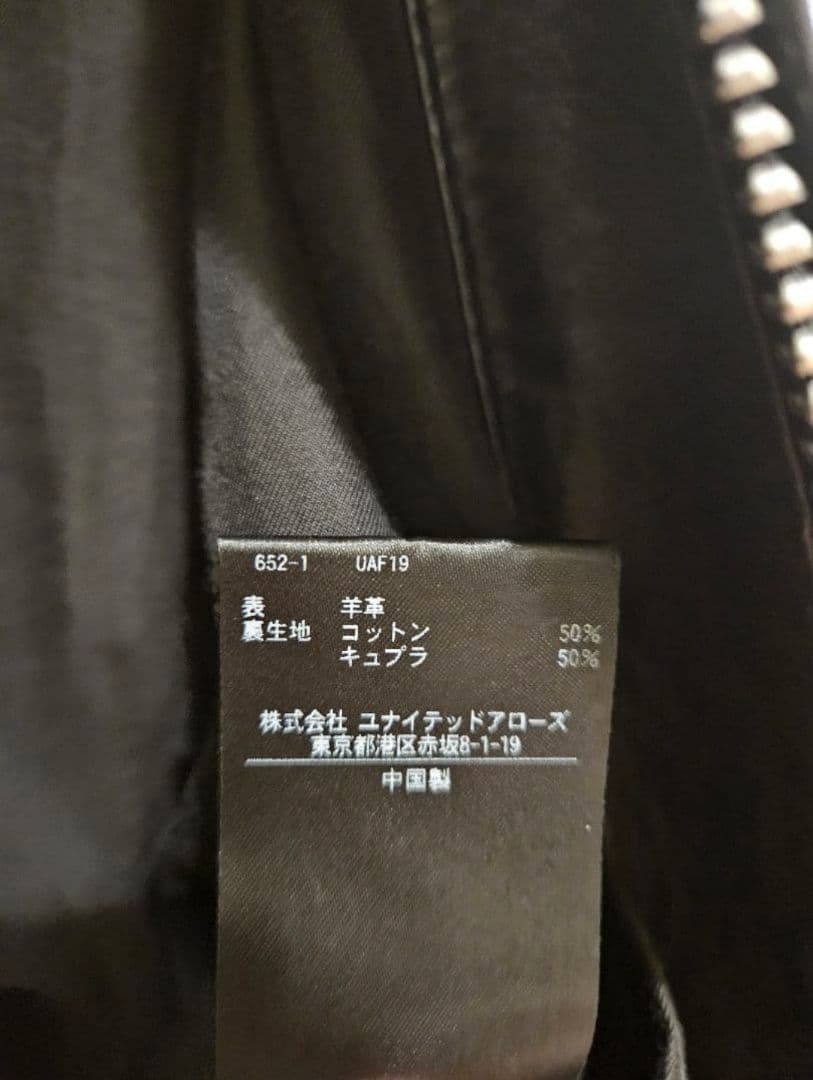 652-1 UAF19
表 羊革
裏生地 コットン 50%
キュプラ 50%
株式会社 ユナイテッドアローズ
東京都港区赤坂8-1-19
中国製